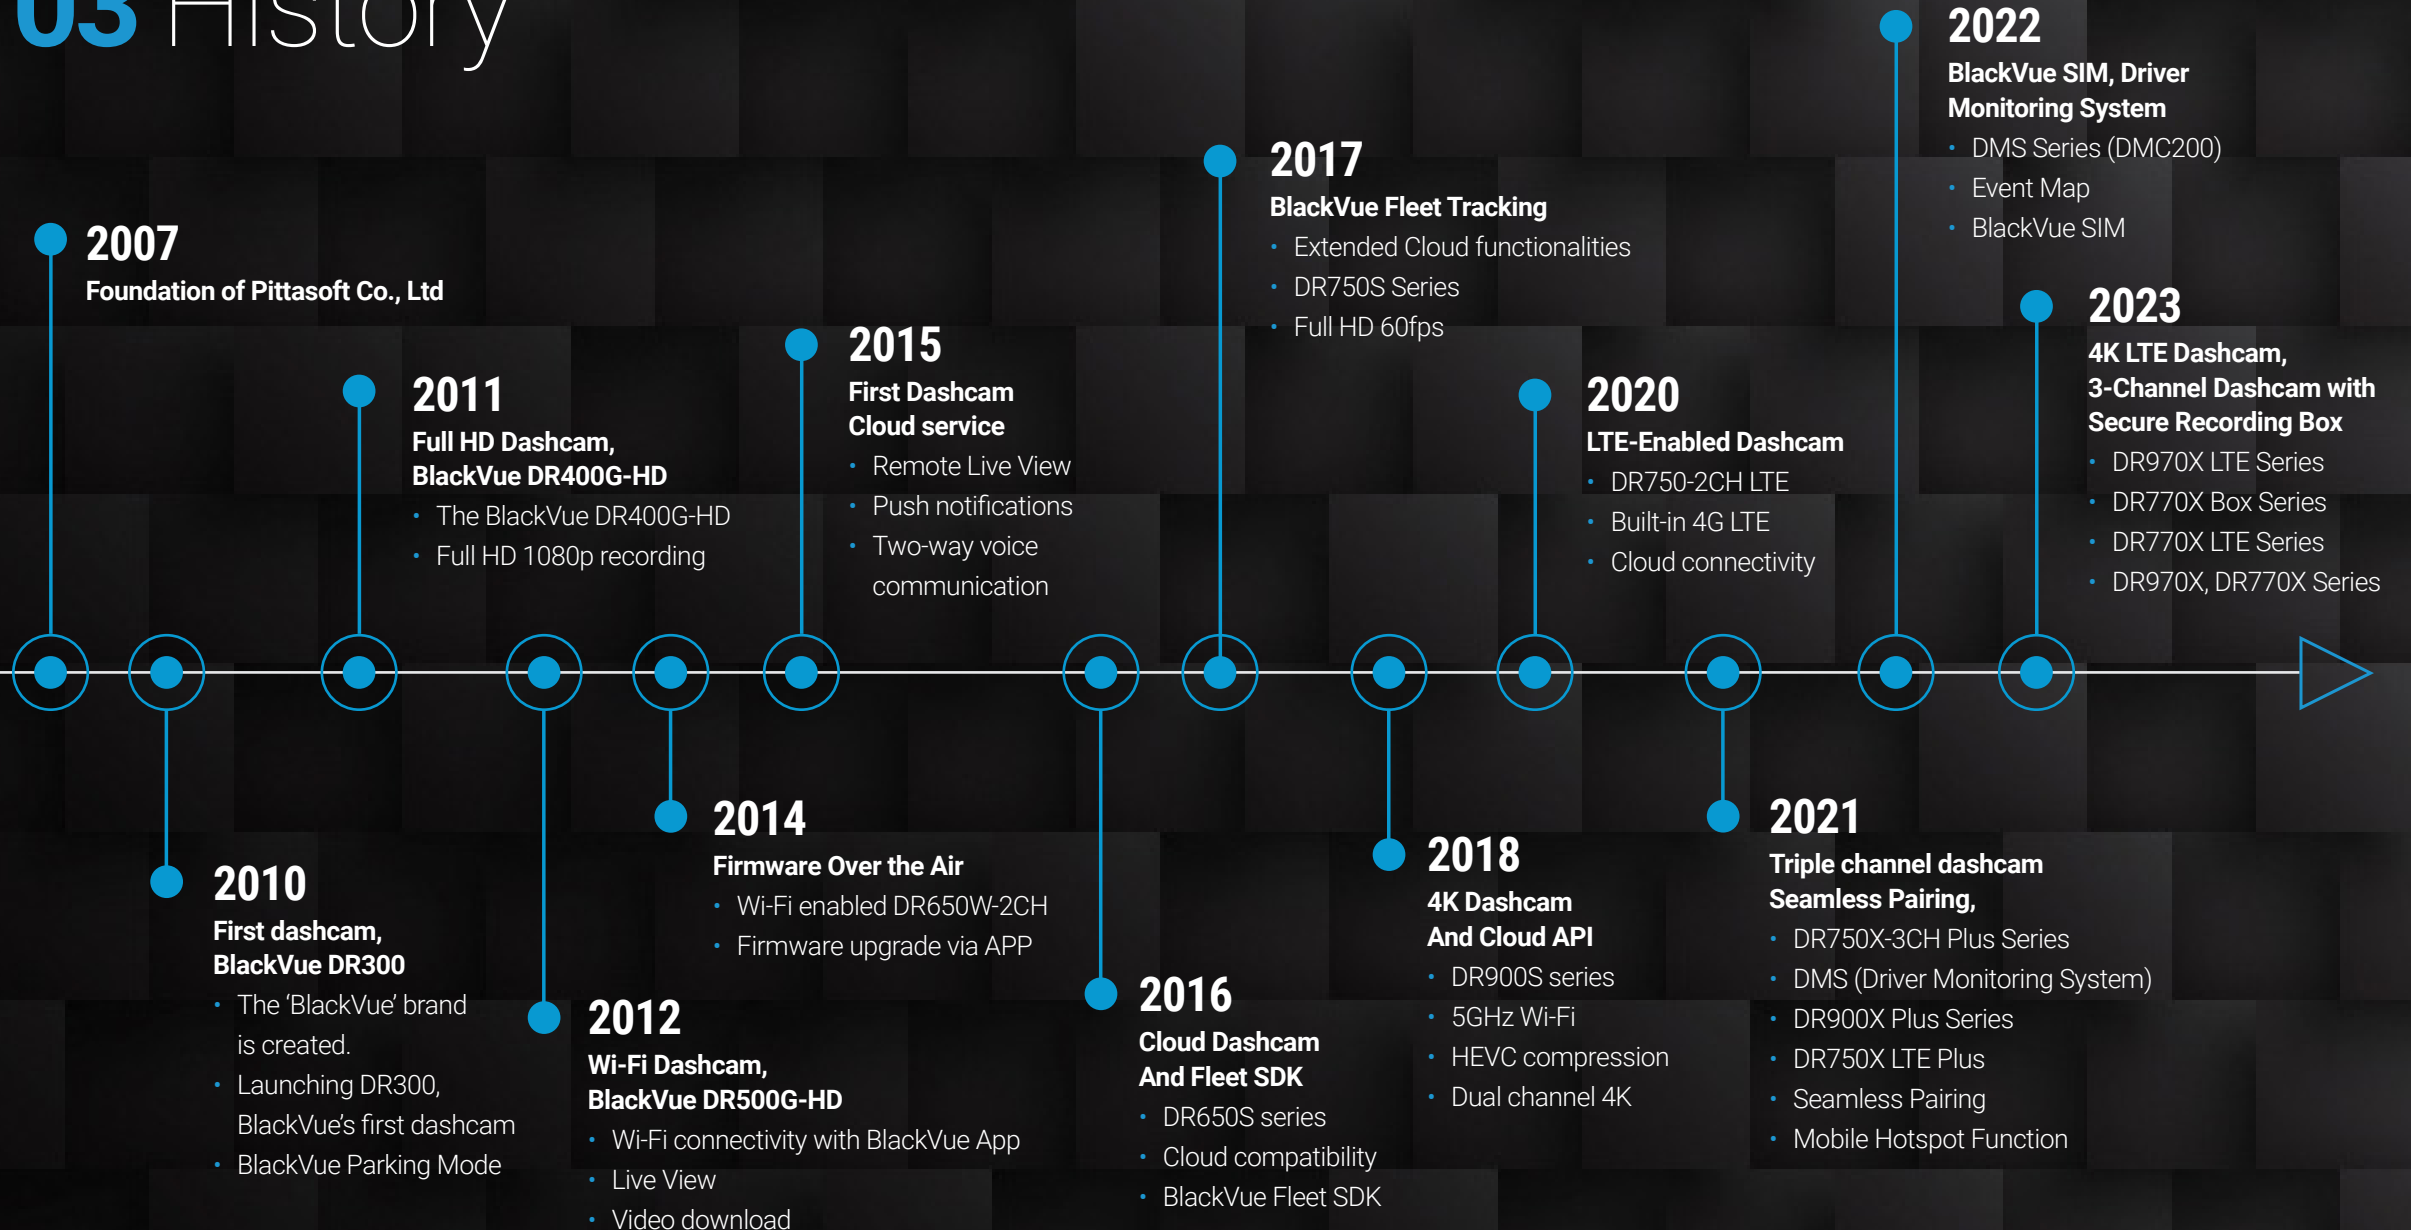 03 History
2007
Foundation of Pittasoft Co., Ltd
2010
First dashcam,
BlackVue DR300
• The ‘BlackVue’ brand
is created.
• Launching DR300,
BlackVue’s first dashcam
• BlackVue Parking Mode
2011
Full HD Dashcam,
BlackVue DR400G-HD
• The BlackVue DR400G-HD
• Full HD 1080p recording
2012
Wi-Fi Dashcam,
BlackVue DR500G-HD
• Wi-Fi connectivity with BlackVue App
• Live View
• Video download
2014
Firmware Over the Air
• Wi-Fi enabled DR650W-2CH
• Firmware upgrade via APP
2015
First Dashcam
Cloud service
• Remote Live View
• Push notifications
• Two-way voice
communication
2016
Cloud Dashcam
And Fleet SDK
• DR650S series
• Cloud compatibility
• BlackVue Fleet SDK
2017
BlackVue Fleet Tracking
• Extended Cloud functionalities
• DR750S Series
• Full HD 60fps
2018
4K Dashcam
And Cloud API
• DR900S series
• 5GHz Wi-Fi
• HEVC compression
• Dual channel 4K
2020
LTE-Enabled Dashcam
• DR750-2CH LTE
• Built-in 4G LTE
• Cloud connectivity
2021
Triple channel dashcam
Seamless Pairing,
• DR750X-3CH Plus Series
• DMS (Driver Monitoring System)
• DR900X Plus Series
• DR750X LTE Plus
• Seamless Pairing
• Mobile Hotspot Function
2022
BlackVue SIM, Driver
Monitoring System
• DMS Series (DMC200)
• Event Map
• BlackVue SIM
2023
4K LTE Dashcam,
3-Channel Dashcam with
Secure Recording Box
• DR970X LTE Series
• DR770X Box Series
• DR770X LTE Series
• DR970X, DR770X Series